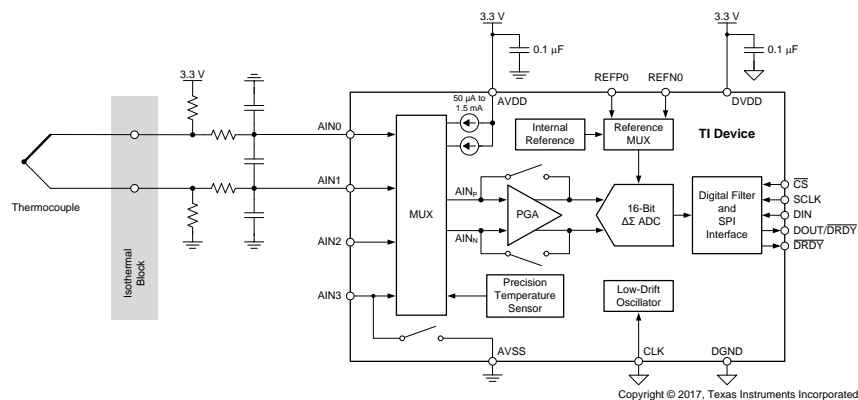 3.3 V
0.1 μF
3.3 V
0.1 μF
3.3 V
50 μA to
1.5 mA
AVDD
REFP0
REFN0
DVDD
TI Device
Internal
Reference
Reference
MUX
AIN0
AIN1
AIN2
AIN3
MUX
AINP
AINN
PGA
16-Bit
ΔΣ ADC
Digital Filter
and
SPI
Interface
CS
SCLK
DIN
DOUT/DRDY
DRDY
Thermocouple
Isothermal
Block
Precision
Temperature
Sensor
Low-Drift
Oscillator
AVSS
CLK
DGND
Copyright © 2017, Texas Instruments Incorporated